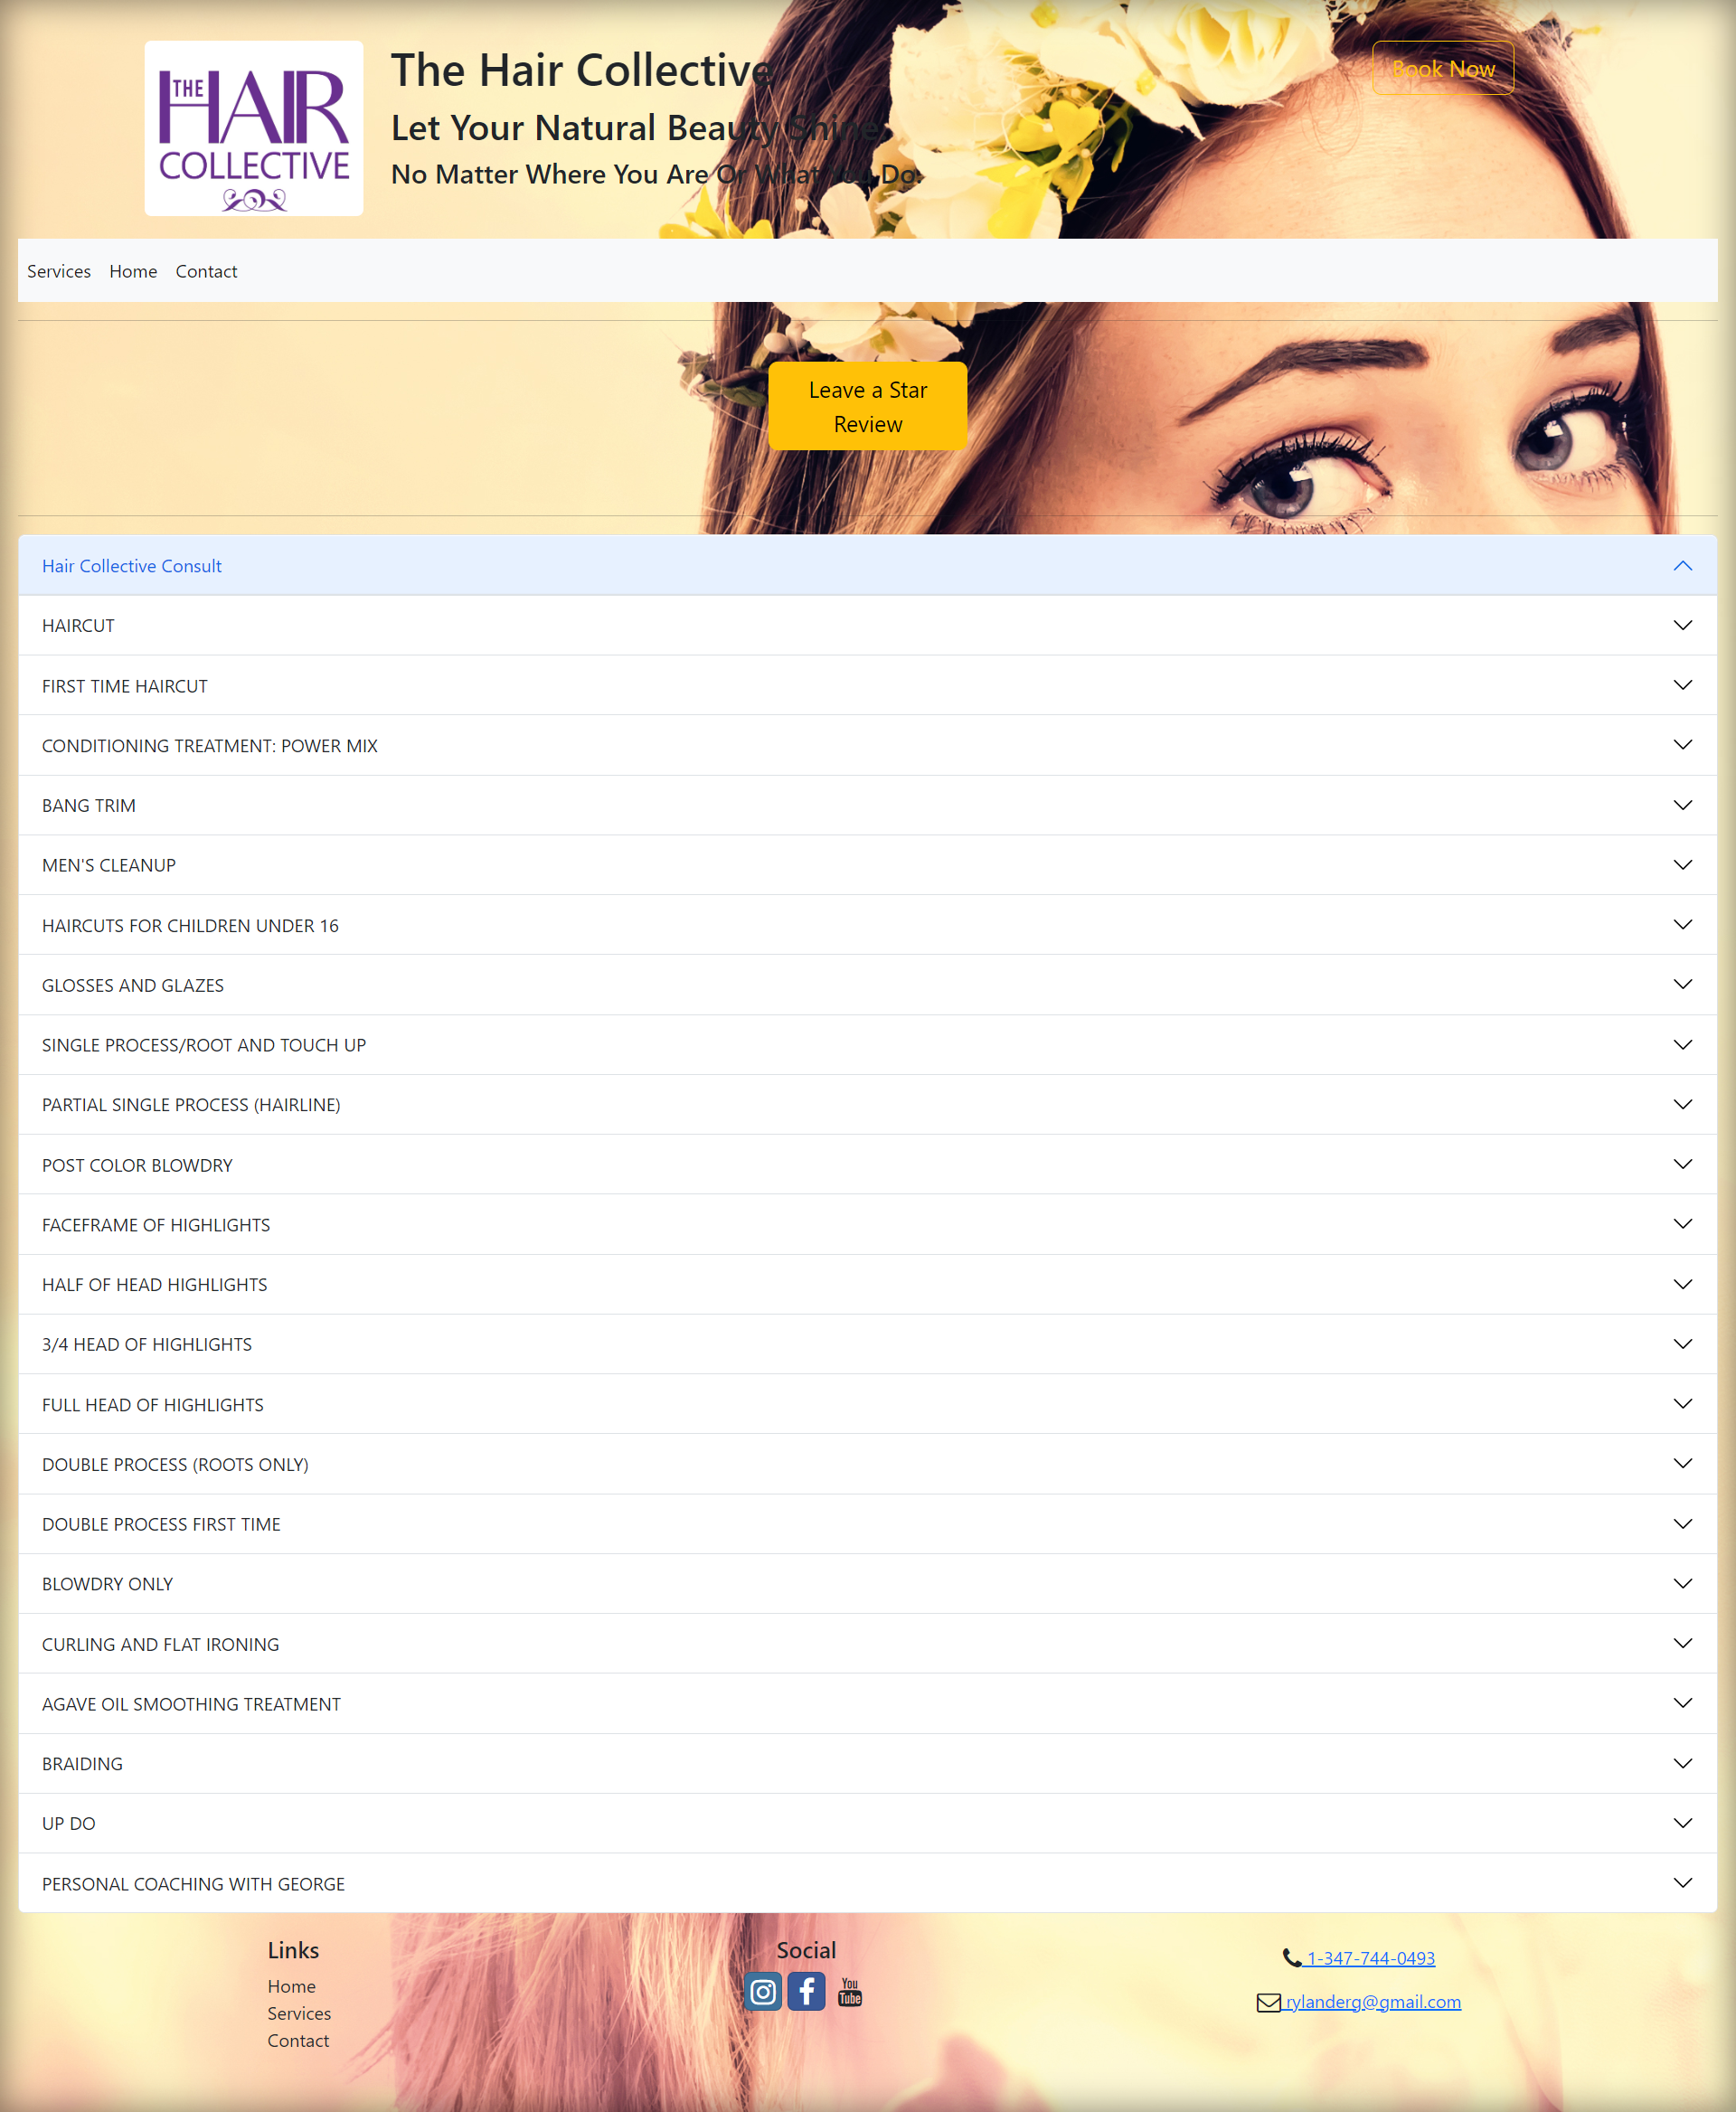 THE
HAIR
COLLECTIVE
The Hair Collective
Let Your Natural Beauty Shine
No Matter Where You Are Or What You Do.
Book Now
Services Home Contact
Leave a Star
Review
Hair Collective Consult
HAIRCUT
FIRST TIME HAIRCUT
CONDITIONING TREATMENT: POWER MIX
BANG TRIM
MEN'S CLEANUP
HAIRCUTS FOR CHILDREN UNDER 16
GLOSSES AND GLAZES
SINGLE PROCESS/ROOT AND TOUCH UP
PARTIAL SINGLE PROCESS (HAIRLINE)
POST COLOR BLOWDRY
FACEFRAME OF HIGHLIGHTS
HALF OF HEAD HIGHLIGHTS
3/4 HEAD OF HIGHLIGHTS
FULL HEAD OF HIGHLIGHTS
DOUBLE PROCESS (ROOTS ONLY)
DOUBLE PROCESS FIRST TIME
BLOWDRY ONLY
CURLING AND FLAT IRONING
AGAVE OIL SMOOTHING TREATMENT
BRAIDING
UP DO
PERSONAL COACHING WITH GEORGE
Links
Home
Services
Contact
Social
You
Tube
1-347-744-0493
rylanderg@gmail.com